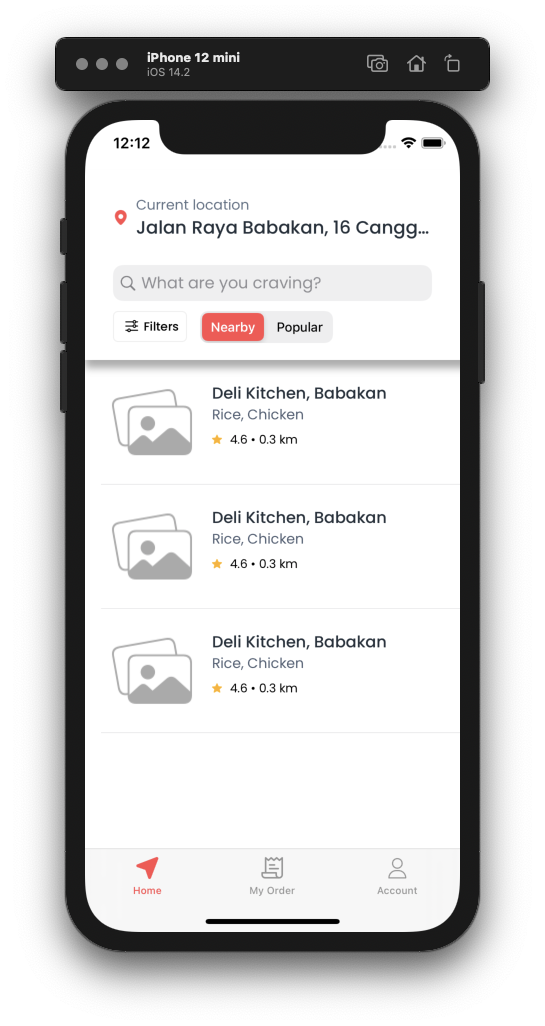 iPhone 12 mini
iOS 14.2
12:12
Current location
Jalan Raya Babakan, 16 Cangg...
What are you craving?
Filters
Nearby
Popular
Deli Kitchen, Babakan
Rice, Chicken
4.6 • 0.3 km
Deli Kitchen, Babakan
Rice, Chicken
4.6 • 0.3 km
Deli Kitchen, Babakan
Rice, Chicken
4.6 • 0.3 km
Home
My Order
Account